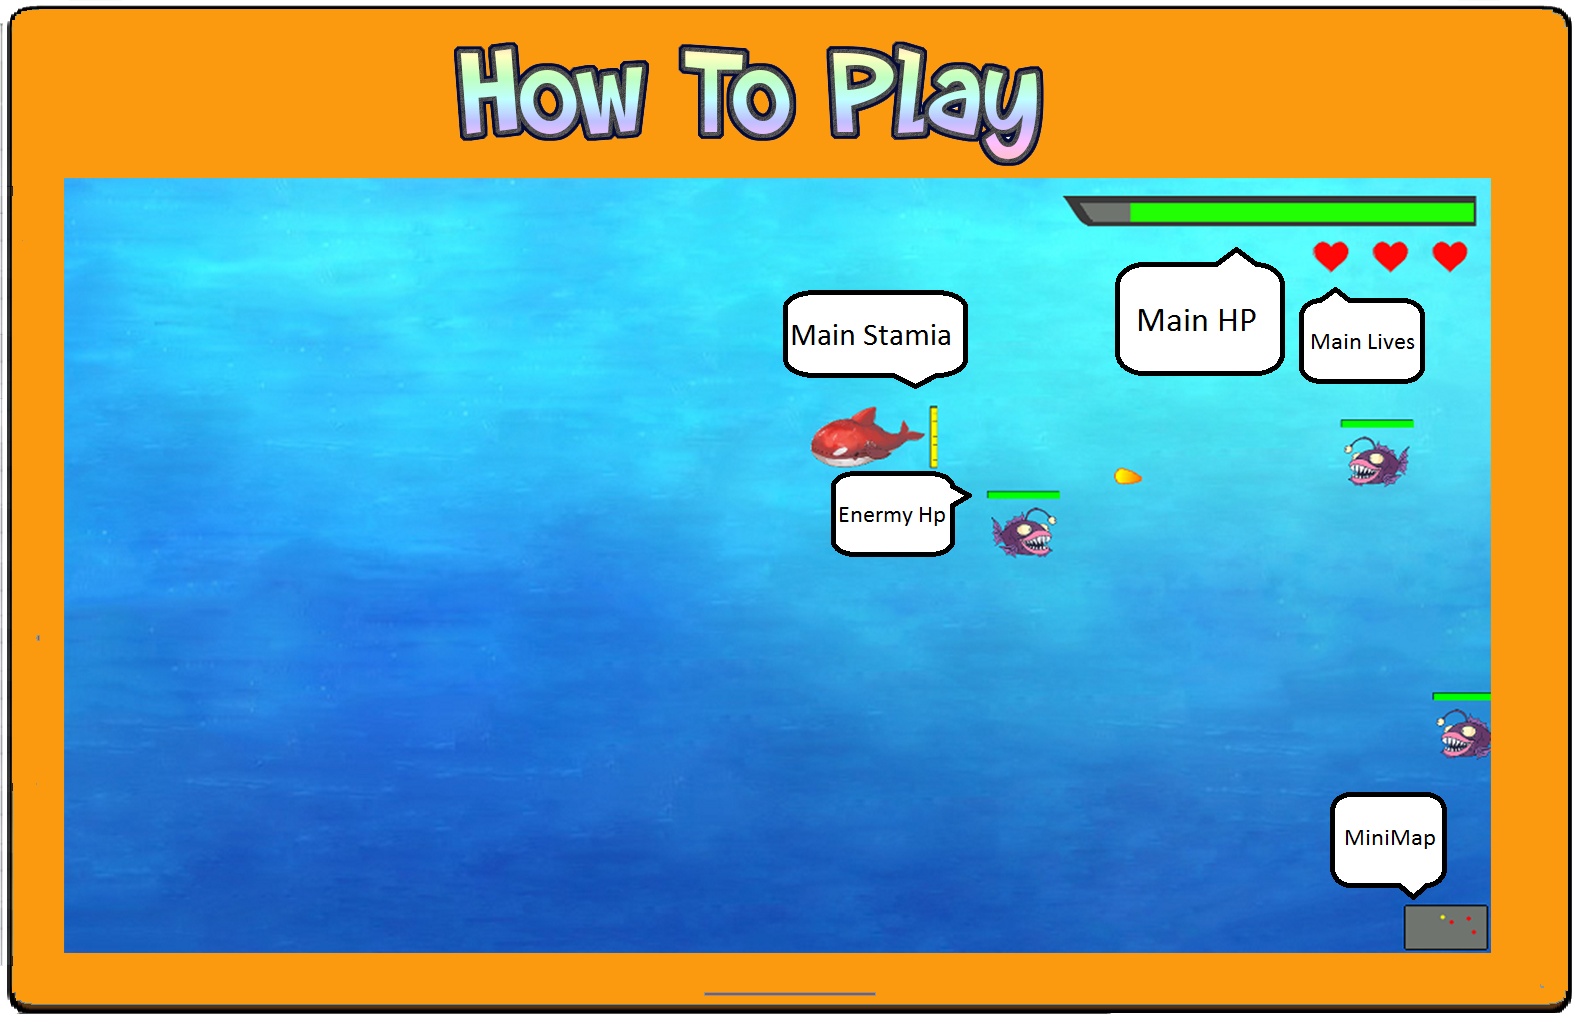 How To Play
Main Stamia
Main HP
Main Lives
Enermy Hp
MiniMap